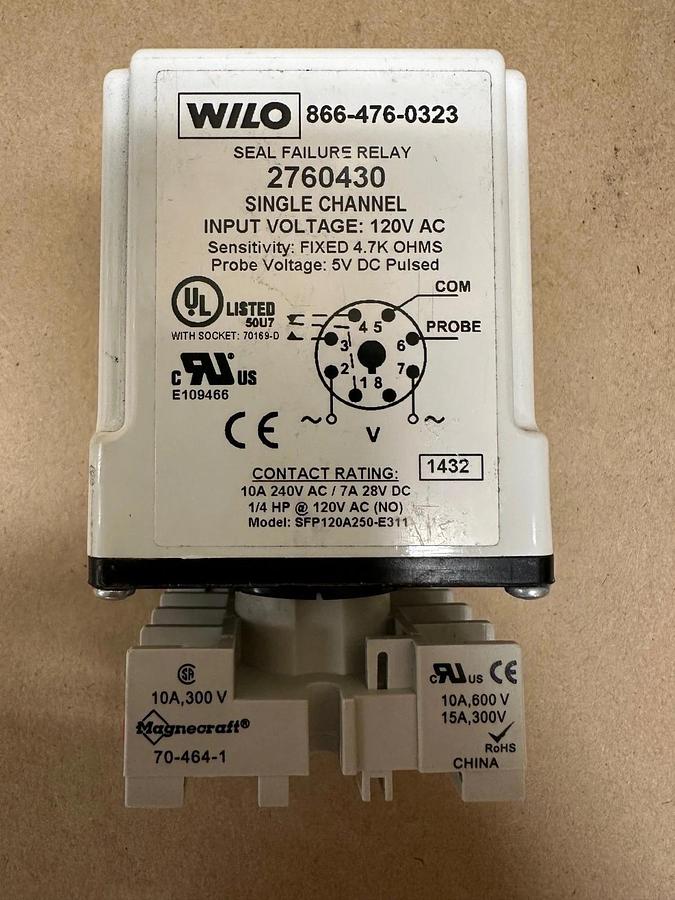 WILO 866-476-0323
SEAL FAILURE RELAY
2760430
SINGLE CHANNEL
INPUT VOLTAGE: 120V AC
Sensitivity: FIXED 4.7K OHMS
Probe Voltage: 5V DC Pulsed
UL LISTED
50U7
WITH SOCKET: 70169-D
c RU ® US
E109466
CE
COM
PROBE
4 5
3 6
2 7
1 8
~ V ~
1432
CONTACT RATING:
10A 240V AC / 7A 28V DC
1/4 HP @ 120V AC (NO)
Model: SFP120A250-E311
SA
10A,300 V
Magnecraft®
70-464-1
c RU US CE
10A,600 V
15A,300V
RoHS
CHINA